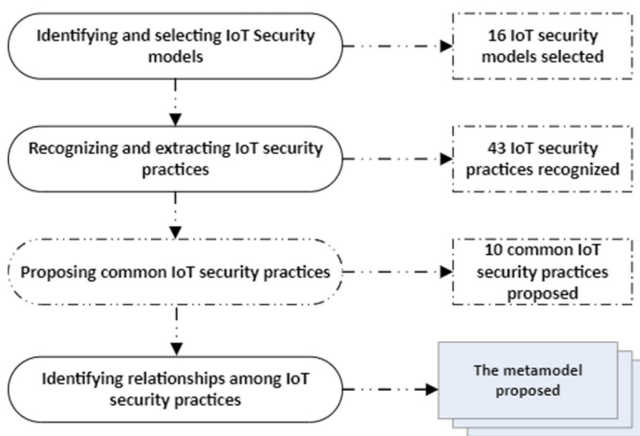 Identifying and selecting IoT Security
models
16 IoT security
models selected
Recognizing and extracting IoT security
practices
43 IoT security
practices recognized
Proposing common IoT security practices
10 common IoT
security practices
proposed
Identifying relationships among IoT
security practices
The metamodel
proposed